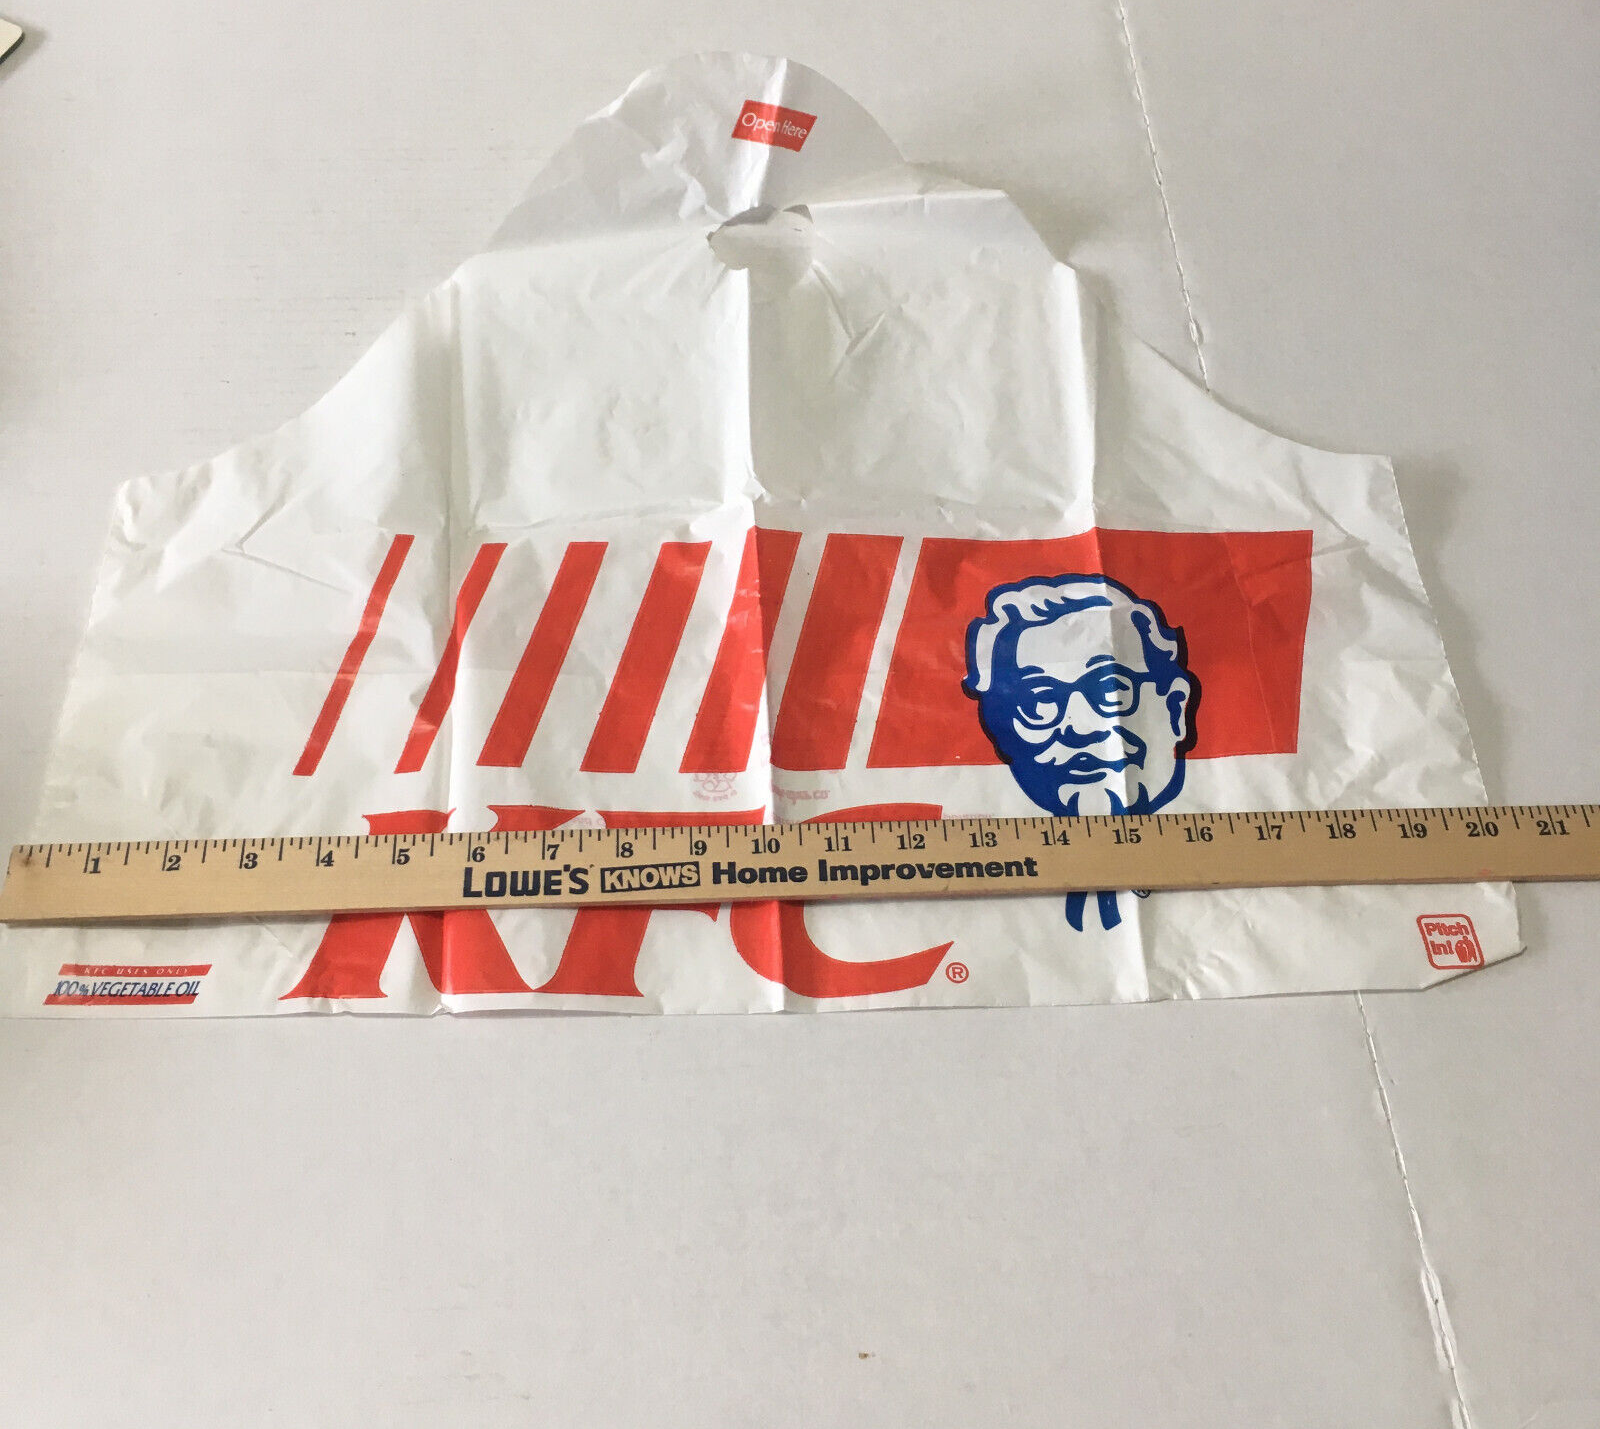 Open Here
KFC ®
1 2 3 4 5 6 7 8 9 10 11 12 13 14 15 16 17 18 19 20 21
LOWE'S KNOWS Home Improvement
KFC USES ONLY
100% VEGETABLE OIL
Pitch
In!